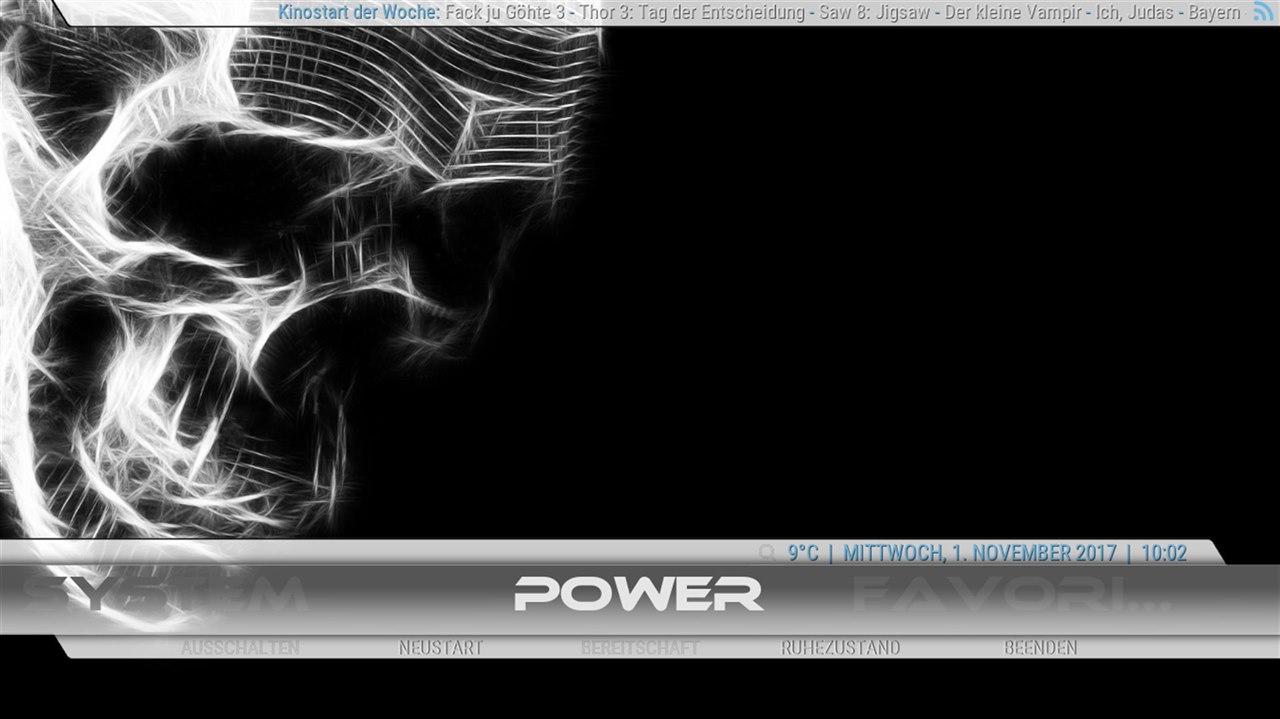 Kinostart der Woche: Fack ju Göhte 3 - Thor 3: Tag der Entscheidung - Saw 8: Jigsaw - Der kleine Vampir - Ich, Judas - Bayern
9°C | MITTWOCH, 1. NOVEMBER 2017 | 10:02
SYSTEM POWER FAVORI...
AUSSCHALTEN NEUSTART BEREITSCHAFT RUHEZUSTAND BEENDEN